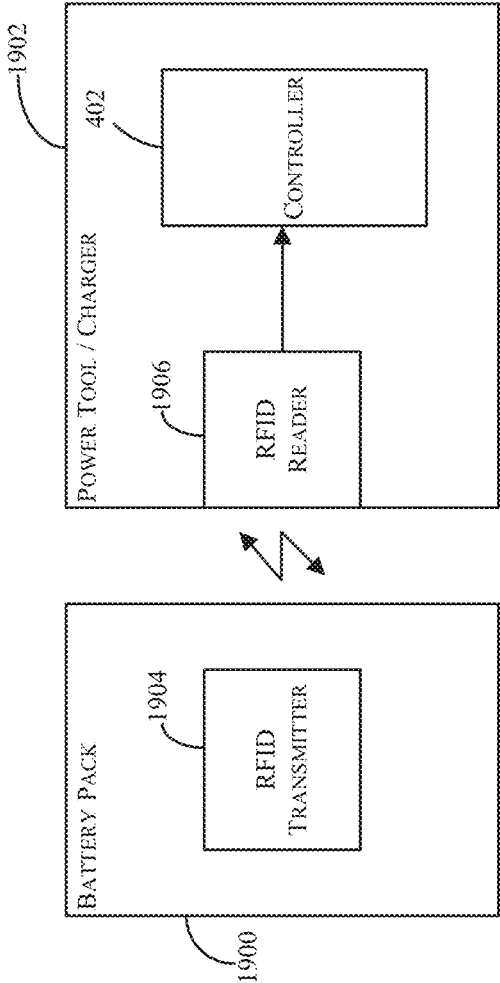 1900
BATTERY PACK
1904
RFID
TRANSMITTER
1902
POWER TOOL / CHARGER
1906
RFID
READER
402
CONTROLLER